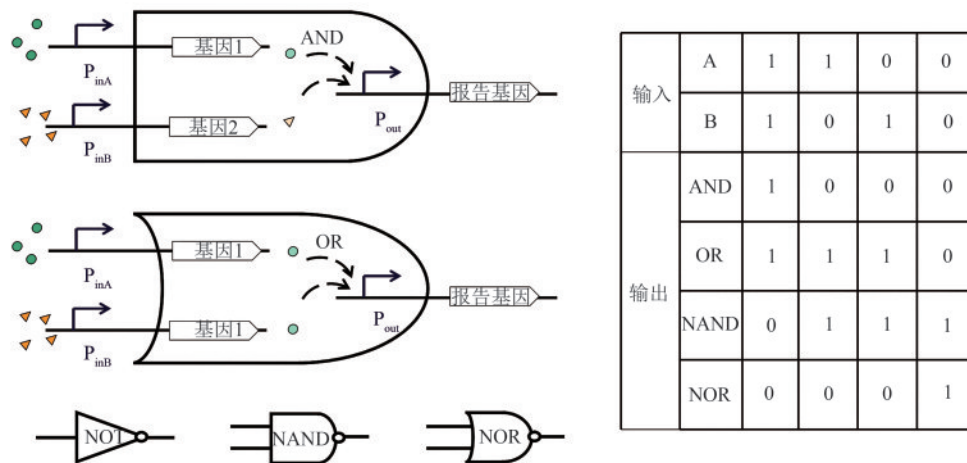 基因1
AND
P_inA
报告基因
基因2
P_out
P_inB
基因1
OR
P_inA
报告基因
基因1
P_out
P_inB
NOT
NAND
NOR
输入 A 1 1 0 0
B 1 0 1 0
输出 AND 1 0 0 0
OR 1 1 1 0
NAND 0 1 1 1
NOR 0 0 0 1